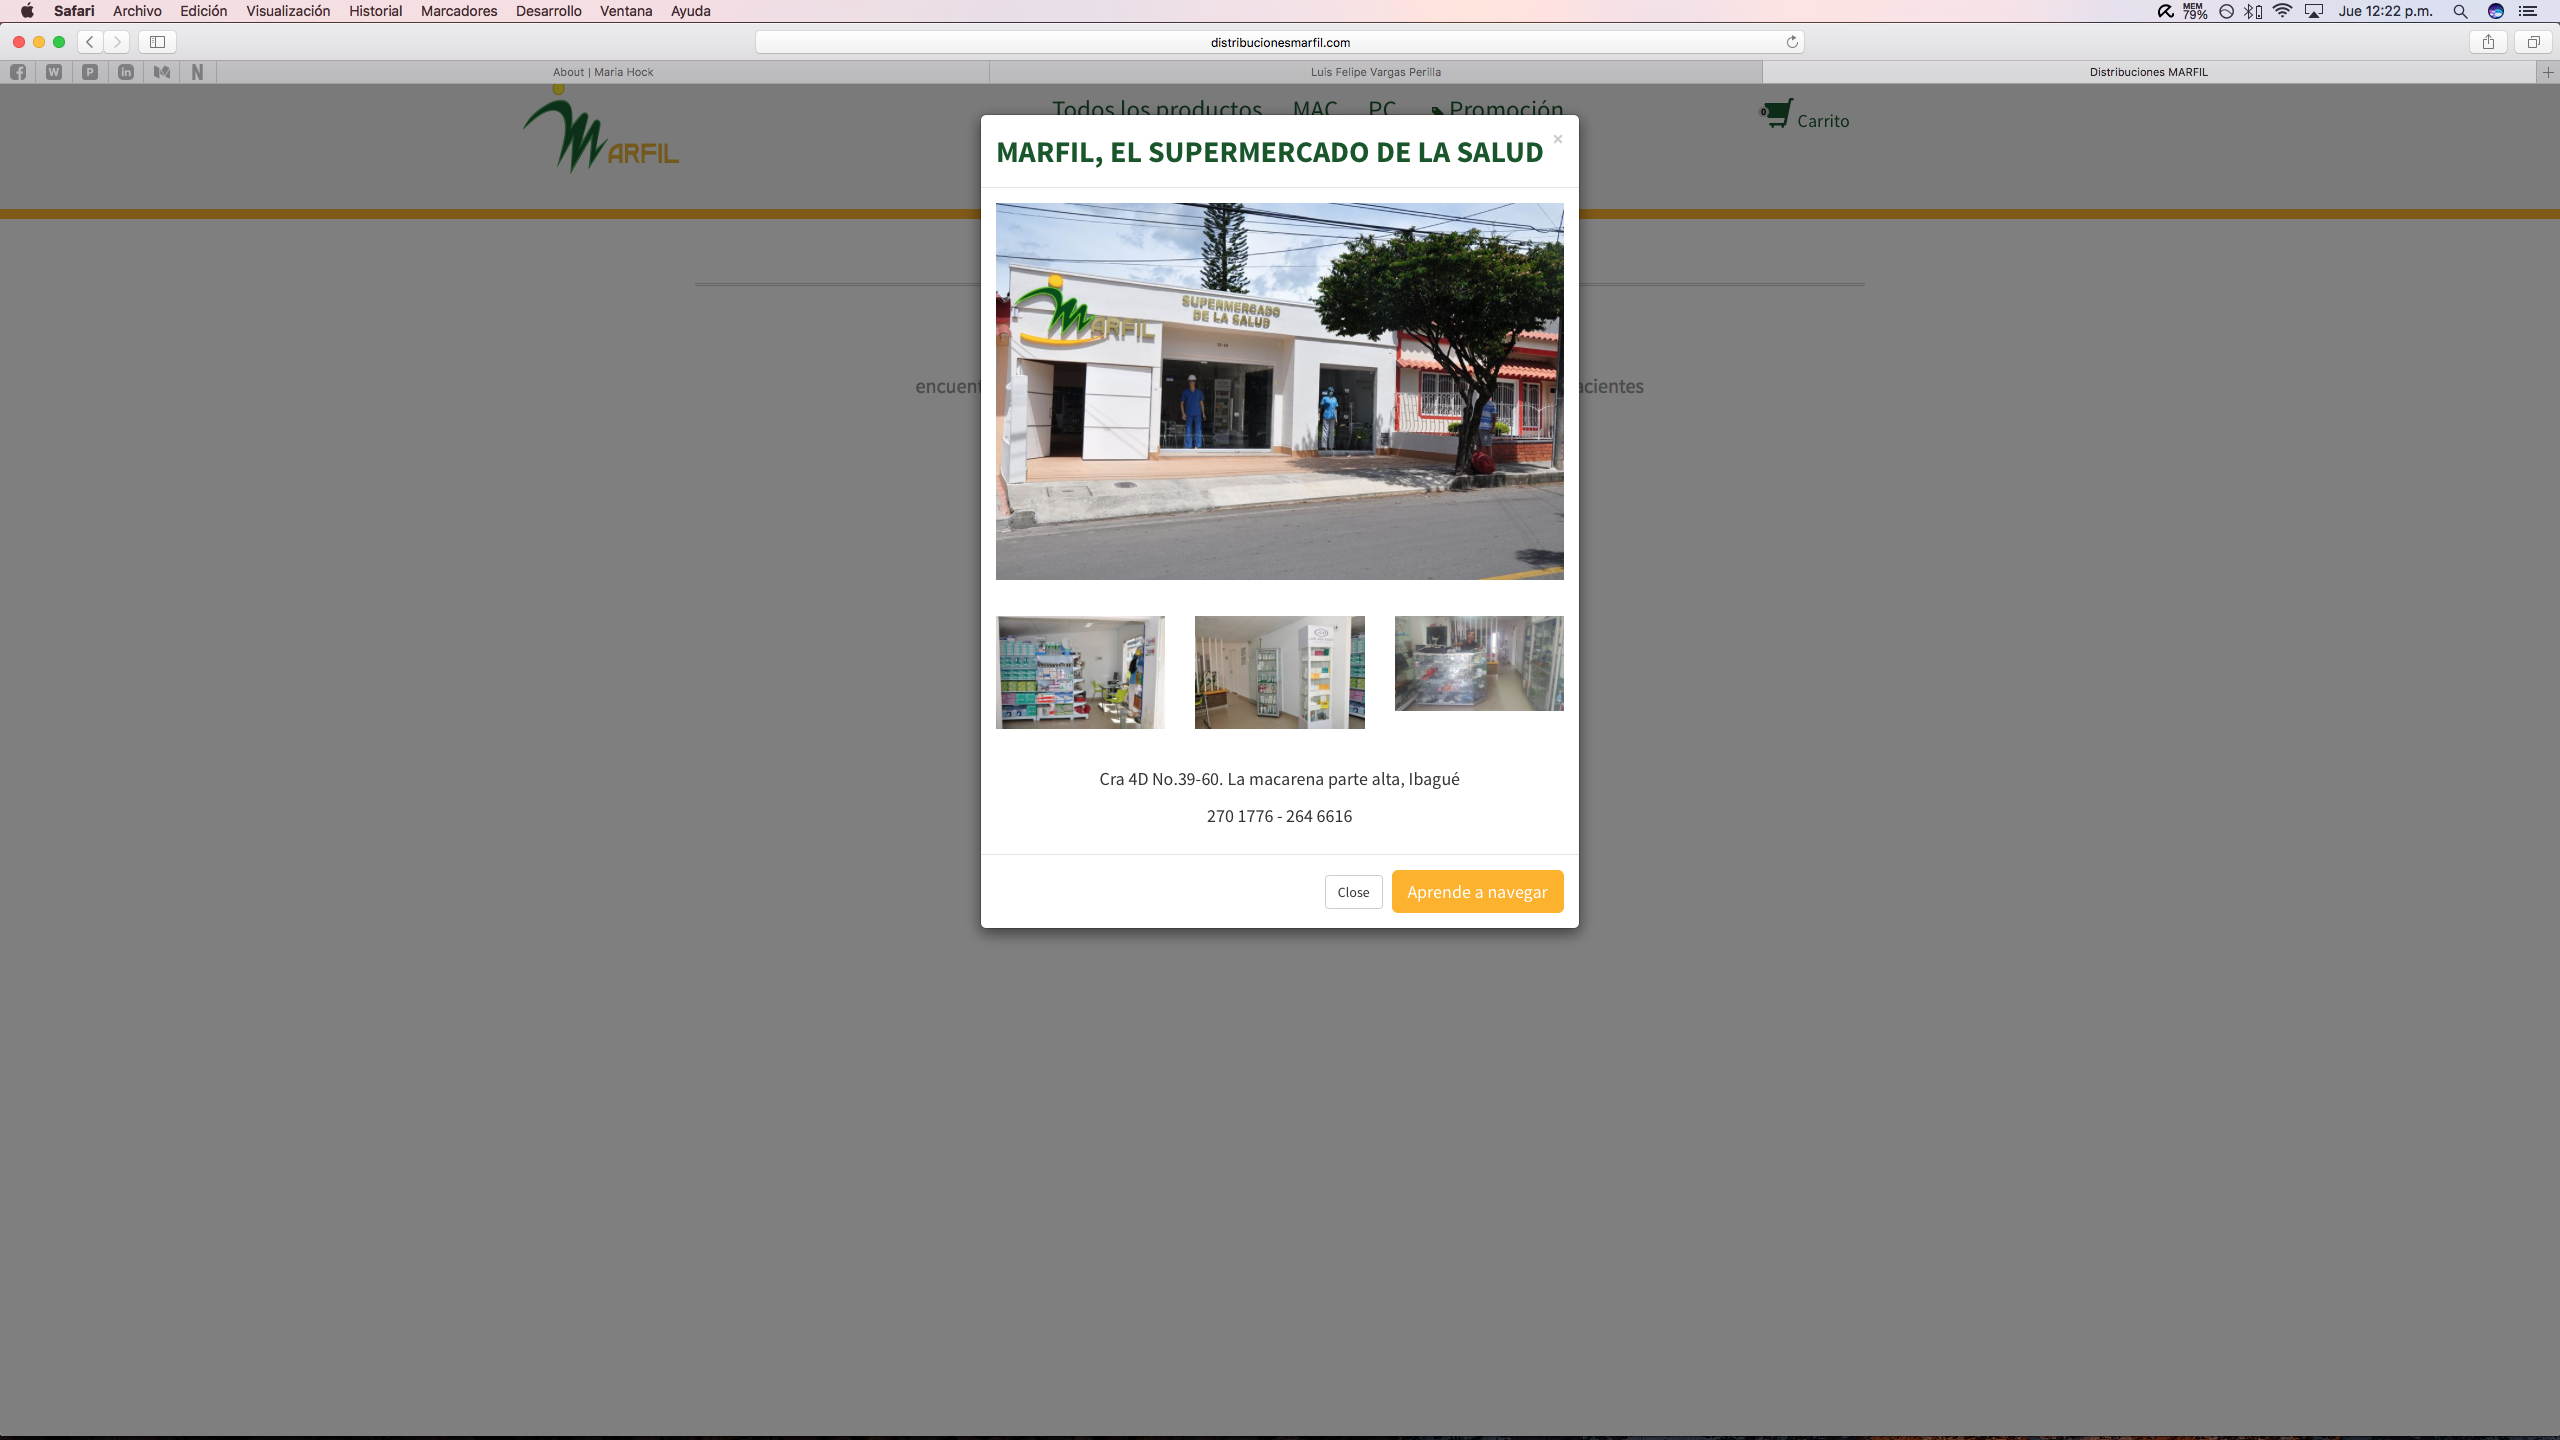 Safari Archivo Edición Visualización Historial Marcadores Desarrollo Ventana Ayuda
MEM 79% Jue 12:22 p.m.
distribucionesmarfil.com
About | Maria Hock
Luis Felipe Vargas Perilla
Distribuciones MARFIL
MARFIL
Todos los productos MAC PC Promoción
0 Carrito
MARFIL, EL SUPERMERCADO DE LA SALUD ×
MARFIL
SUPERMERCADO
DE LA SALUD
Cra 4D No.39-60. La macarena parte alta, Ibagué
270 1776 - 264 6616
Close
Aprende a navegar